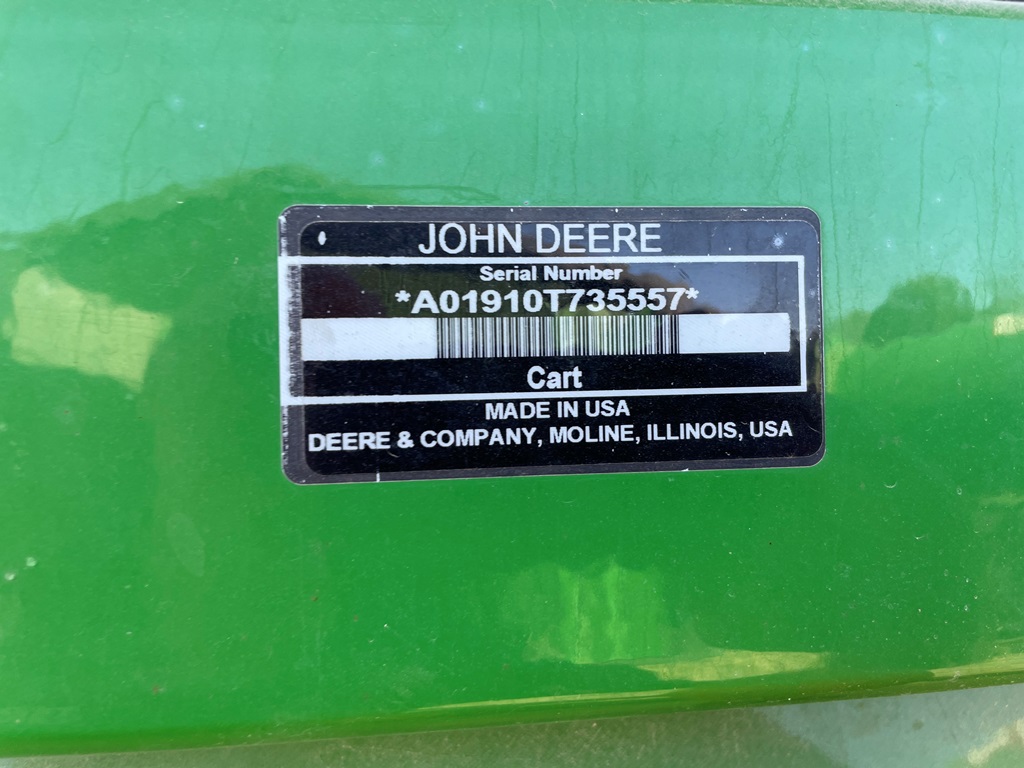 JOHN DEERE
Serial Number
*A01910T735557*
Cart
MADE IN USA
DEERE & COMPANY, MOLINE, ILLINOIS, USA